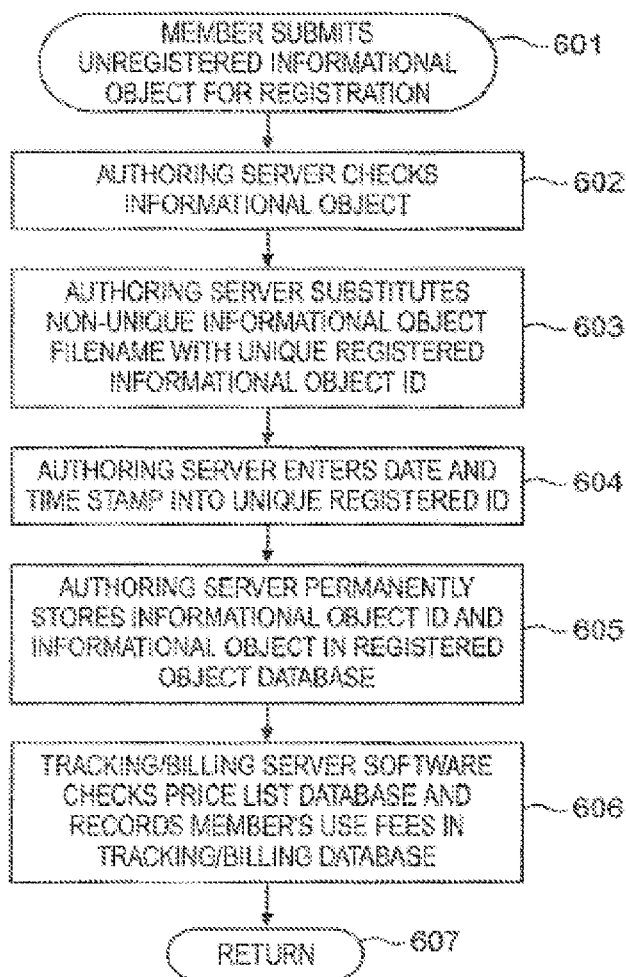 MEMBER SUBMITS
UNREGISTERED INFORMATIONAL
OBJECT FOR REGISTRATION
601
AUTHORING SERVER CHECKS
INFORMATIONAL OBJECT
602
AUTHORING SERVER SUBSTITUTES
NON-UNIQUE INFORMATIONAL OBJECT
FILENAME WITH UNIQUE REGISTERED
INFORMATIONAL OBJECT ID
603
AUTHORING SERVER ENTERS DATE AND
TIME STAMP INTO UNIQUE REGISTERED ID
604
AUTHORING SERVER PERMANENTLY
STORES INFORMATIONAL OBJECT ID AND
INFORMATIONAL OBJECT IN REGISTERED
OBJECT DATABASE
605
TRACKING/BILLING SERVER SOFTWARE
CHECKS PRICE LIST DATABASE AND
RECORDS MEMBER'S USE FEES IN
TRACKING/BILLING DATABASE
606
RETURN
607